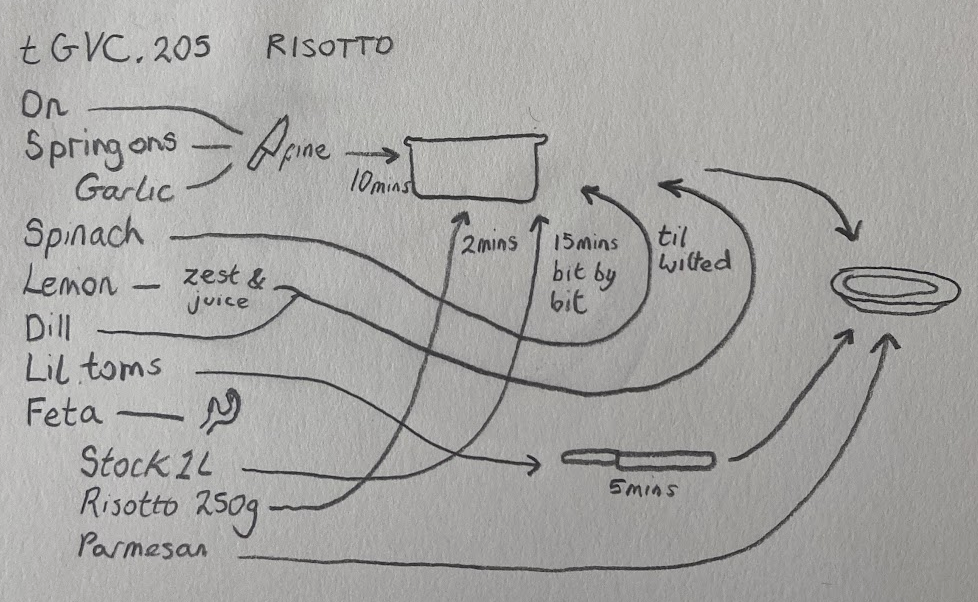 tGVC.205 RISOTTO
On
Spring ons
Garlic
fine
10mins
Spinach
Lemon - zest & juice
Dill
Lil toms
Feta
Stock 1L
Risotto 250g
Parmesan
2mins
15mins
bit by
bit
til
wilted
5mins